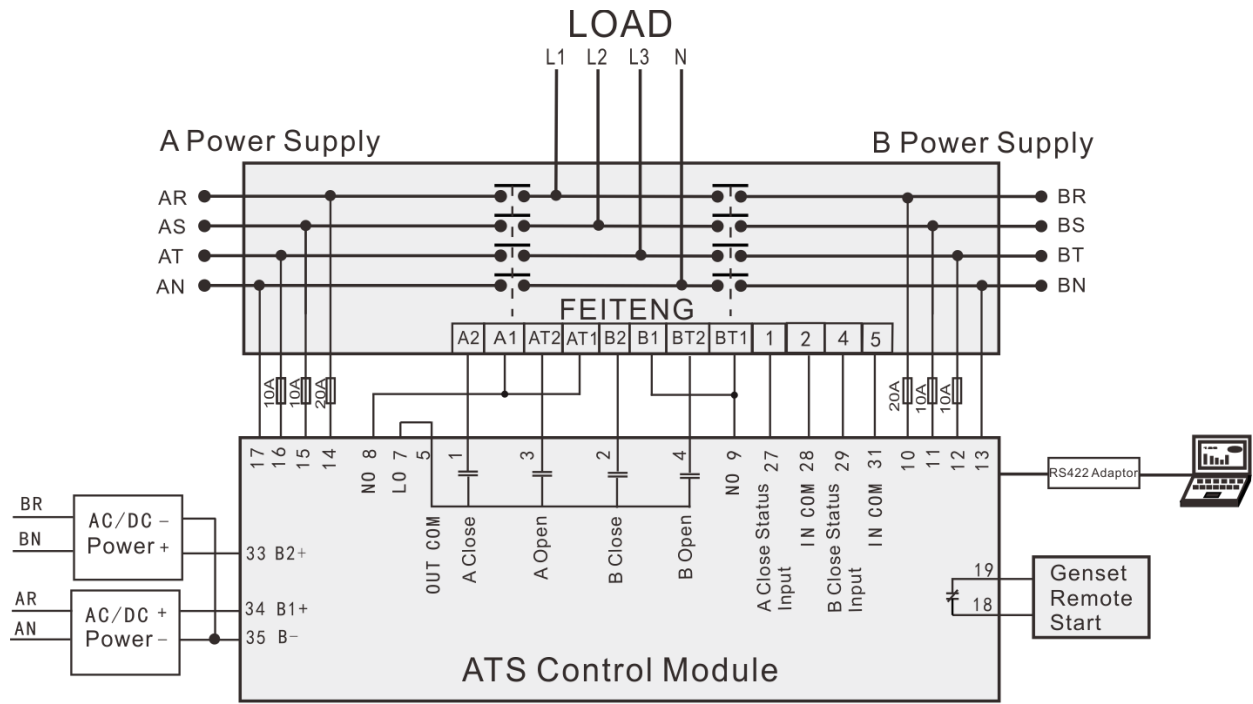 LOAD
L1 L2 L3 N
A Power Supply
B Power Supply
AR
BR
AS
BS
AT
BT
AN
BN
FEITENG
A2 A1 AT2 AT1 B2 B1 BT2 BT1 1 2 4 5
10A
10A
20A
20A
10A
10A
17
16
15
14
NO 8
LO 7
5
OUT COM
1
A Close
3
A Open
2
B Close
4
B Open
NO 9
27
A Close Status
Input
IN COM 28
29
B Close Status
Input
IN COM 31
10
11
12
13
RS422 Adaptor
BR
BN
AC/DC −
Power +
33 B2+
AR
AN
AC/DC +
Power −
34 B1+
35 B−
19
18
Genset
Remote
Start
ATS Control Module